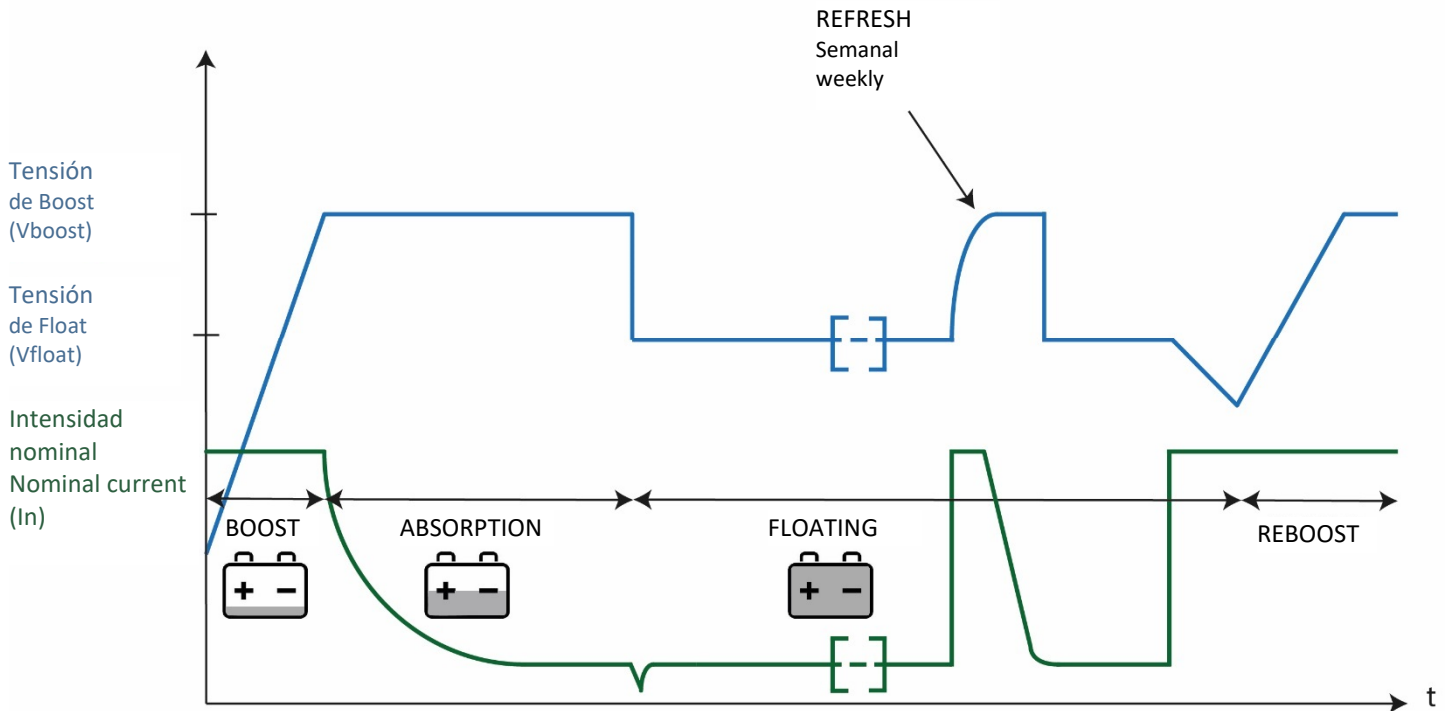 REFRESH
Semanal
weekly
Tensión
de Boost
(Vboost)
Tensión
de Float
(Vfloat)
Intensidad
nominal
Nominal current
(In)
BOOST
ABSORPTION
FLOATING
REBOOST
+ −
+ −
+ −
t